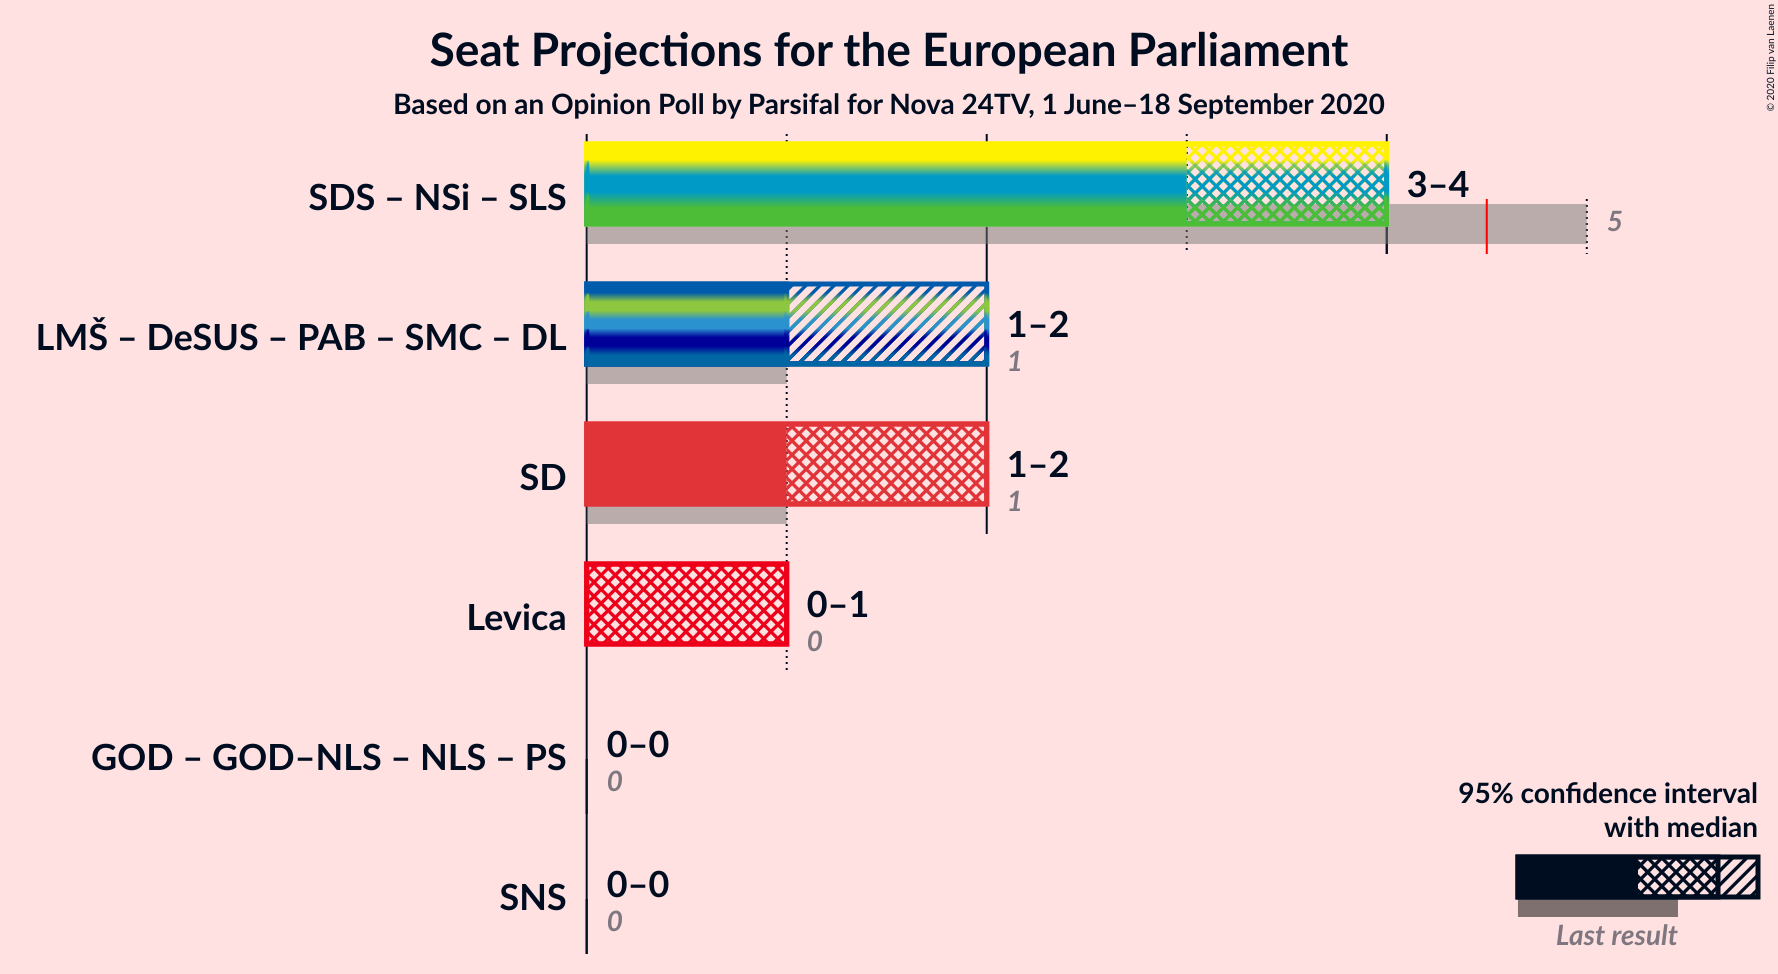 Seat Projections for the European Parliament
Based on an Opinion Poll by Parsifal for Nova 24TV, 1 June–18 September 2020
© 2020 Filip van Laenen
SDS – NSi – SLS
3–4
5
LMŠ – DeSUS – PAB – SMC – DL
1–2
1
SD
1–2
1
Levica
0–1
0
GOD – GOD–NLS – NLS – PS
0–0
0
SNS
0–0
0
95% confidence interval
with median
Last result